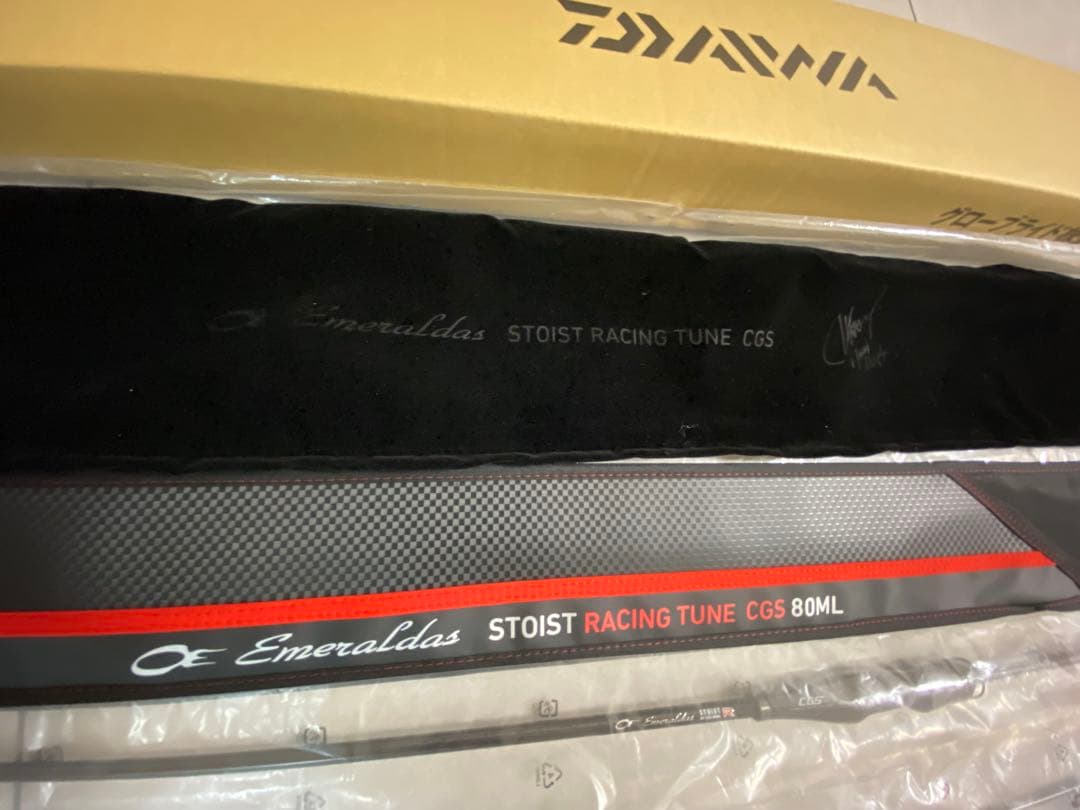 DAIWA
グローブライド株
Emeraldas STOIST RACING TUNE CGS
Emeraldas STOIST RACING TUNE CGS 80ML
Emeraldas STOIST R CGS